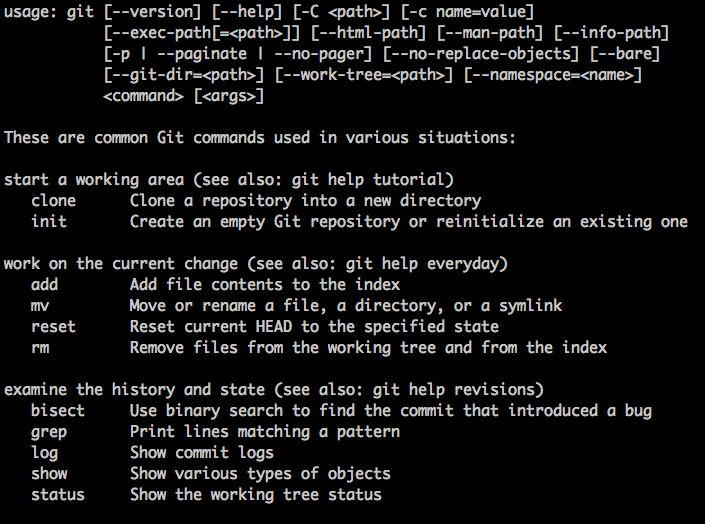 usage: git [--version] [--help] [-C <path>] [-c name=value]
[--exec-path[=<path>]] [--html-path] [--man-path] [--info-path]
[-p | --paginate | --no-pager] [--no-replace-objects] [--bare]
[--git-dir=<path>] [--work-tree=<path>] [--namespace=<name>]
<command> [<args>]
These are common Git commands used in various situations:
start a working area (see also: git help tutorial)
clone Clone a repository into a new directory
init Create an empty Git repository or reinitialize an existing one
work on the current change (see also: git help everyday)
add Add file contents to the index
mv Move or rename a file, a directory, or a symlink
reset Reset current HEAD to the specified state
rm Remove files from the working tree and from the index
examine the history and state (see also: git help revisions)
bisect Use binary search to find the commit that introduced a bug
grep Print lines matching a pattern
log Show commit logs
show Show various types of objects
status Show the working tree status